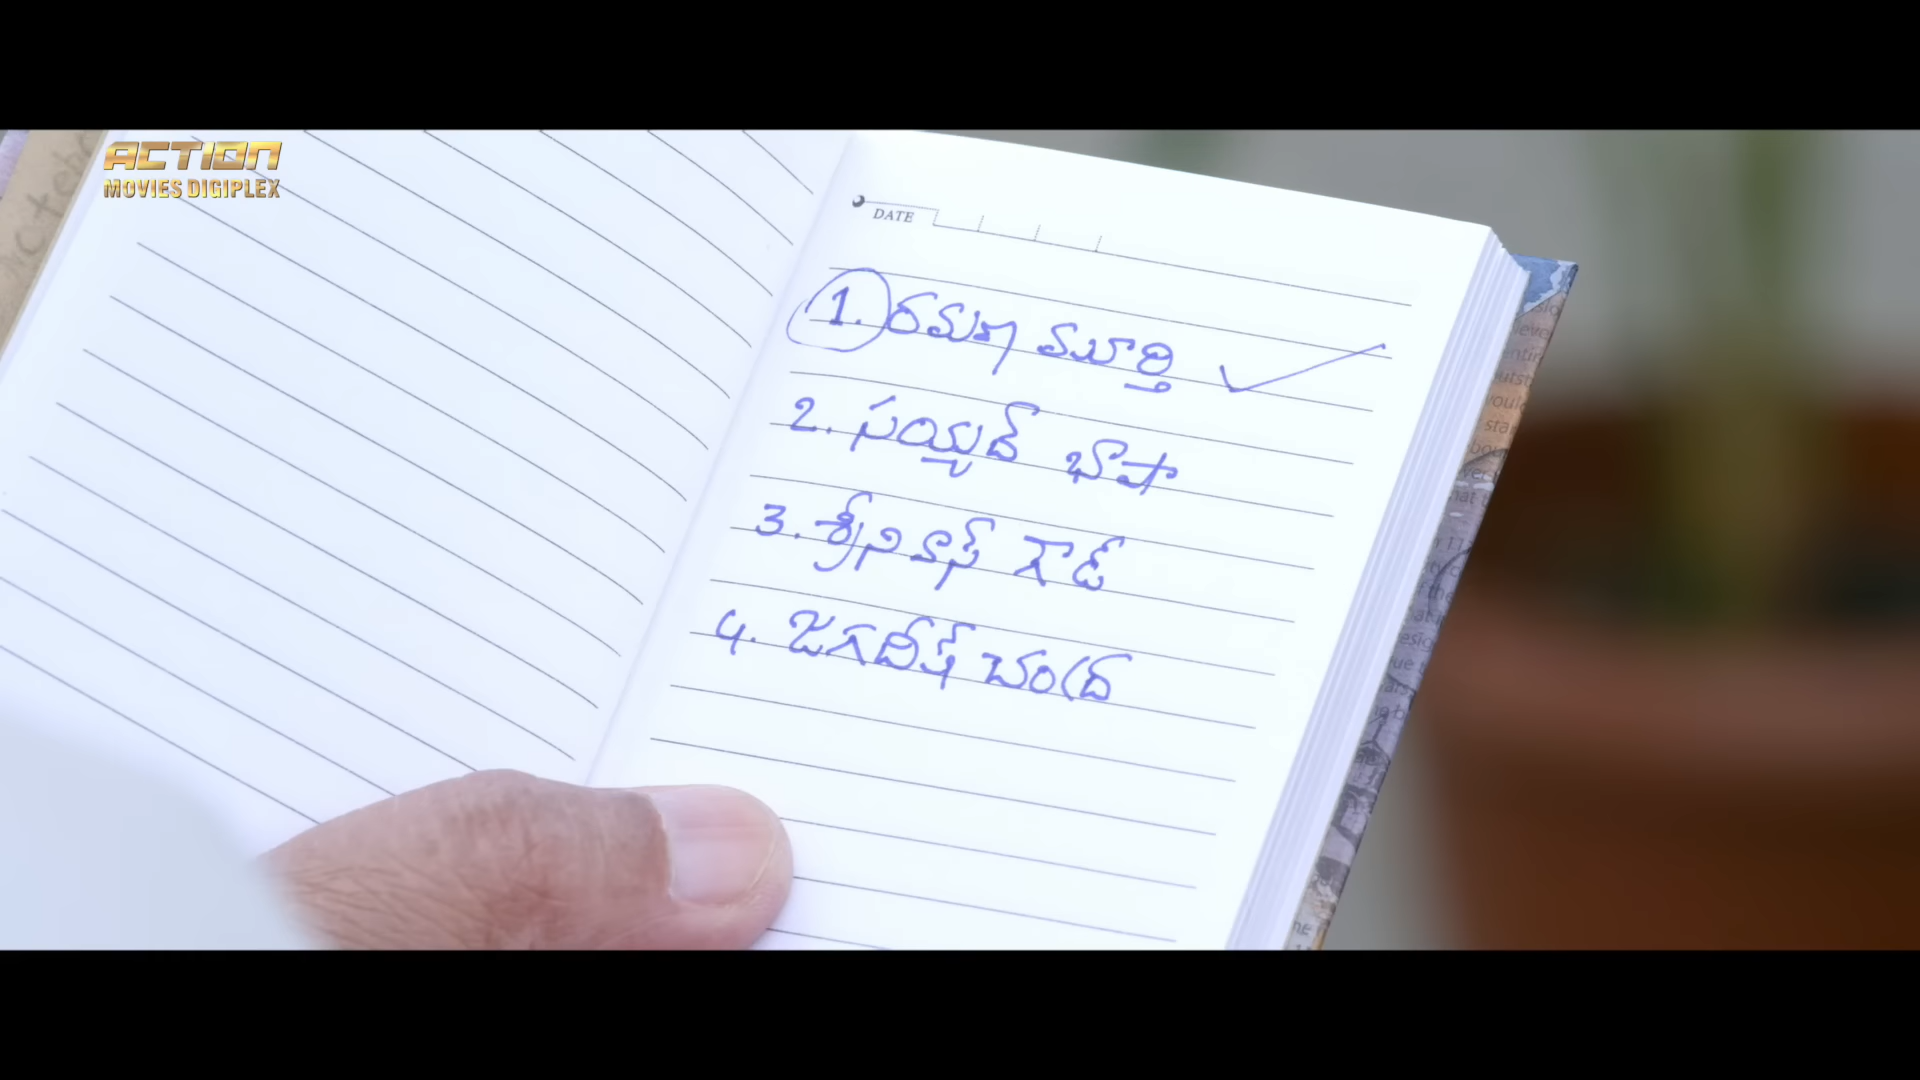 ACTION
MOVIES DIGIPLEX
DATE
1. రమణ మూర్తి
2. సయ్యద్ భాషా
3. శ్రీనివాస్ గౌడ్
4. జగదీష్ చంద్ర